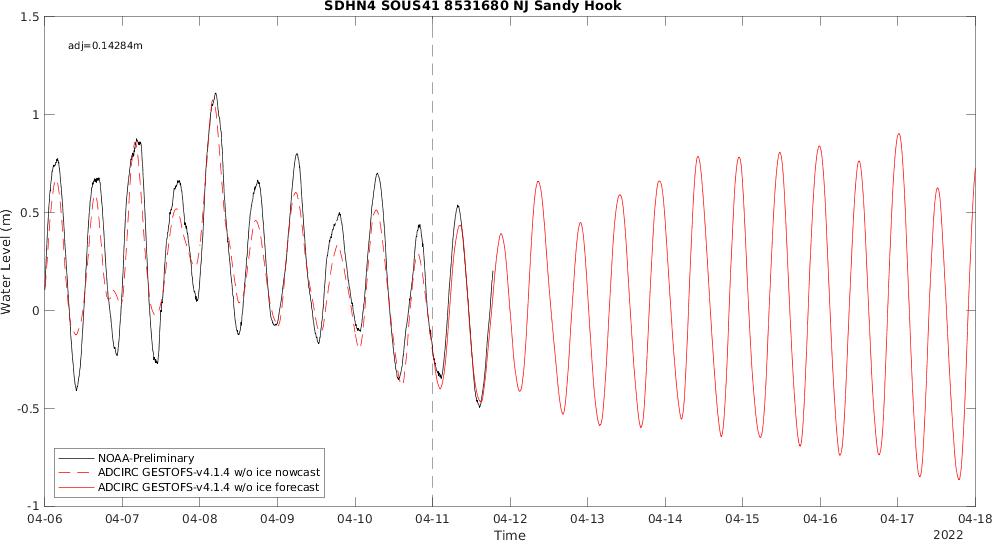 SDHN4 SOUS41 8531680 NJ Sandy Hook
adj=0.14284m
1.5
1
0.5
0
-0.5
-1
Water Level (m)
NOAA-Preliminary
ADCIRC GESTOFS-v4.1.4 w/o ice nowcast
ADCIRC GESTOFS-v4.1.4 w/o ice forecast
04-06 04-07 04-08 04-09 04-10 04-11 04-12 04-13 04-14 04-15 04-16 04-17 04-18
Time
2022